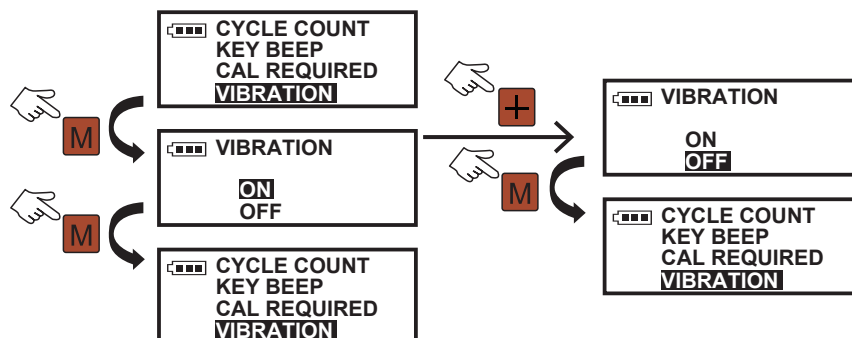 CYCLE COUNT
KEY BEEP
CAL REQUIRED
VIBRATION
M
VIBRATION
ON
OFF
M
CYCLE COUNT
KEY BEEP
CAL REQUIRED
VIBRATION
+
VIBRATION
ON
OFF
M
CYCLE COUNT
KEY BEEP
CAL REQUIRED
VIBRATION